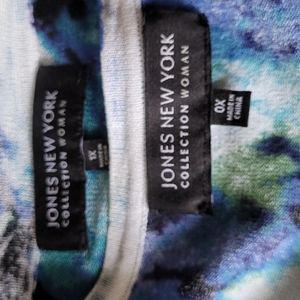 JONES NEW YORK
COLLECTION WOMAN
1X
JONES NEW YORK
COLLECTION WOMAN
0X
MADE IN
CHINA